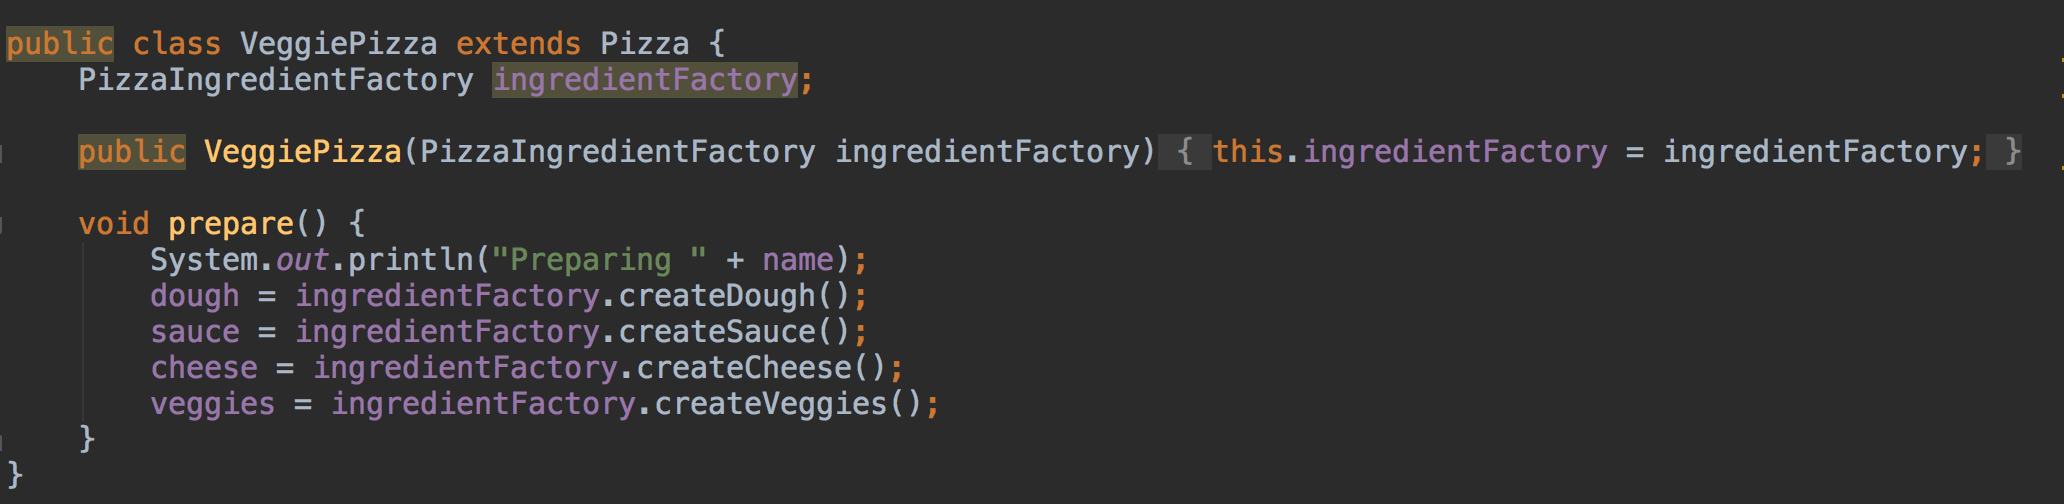 public class VeggiePizza extends Pizza {
    PizzaIngredientFactory ingredientFactory;

    public VeggiePizza(PizzaIngredientFactory ingredientFactory) { this.ingredientFactory = ingredientFactory; }

    void prepare() {
        System.out.println("Preparing " + name);
        dough = ingredientFactory.createDough();
        sauce = ingredientFactory.createSauce();
        cheese = ingredientFactory.createCheese();
        veggies = ingredientFactory.createVeggies();
    }
}